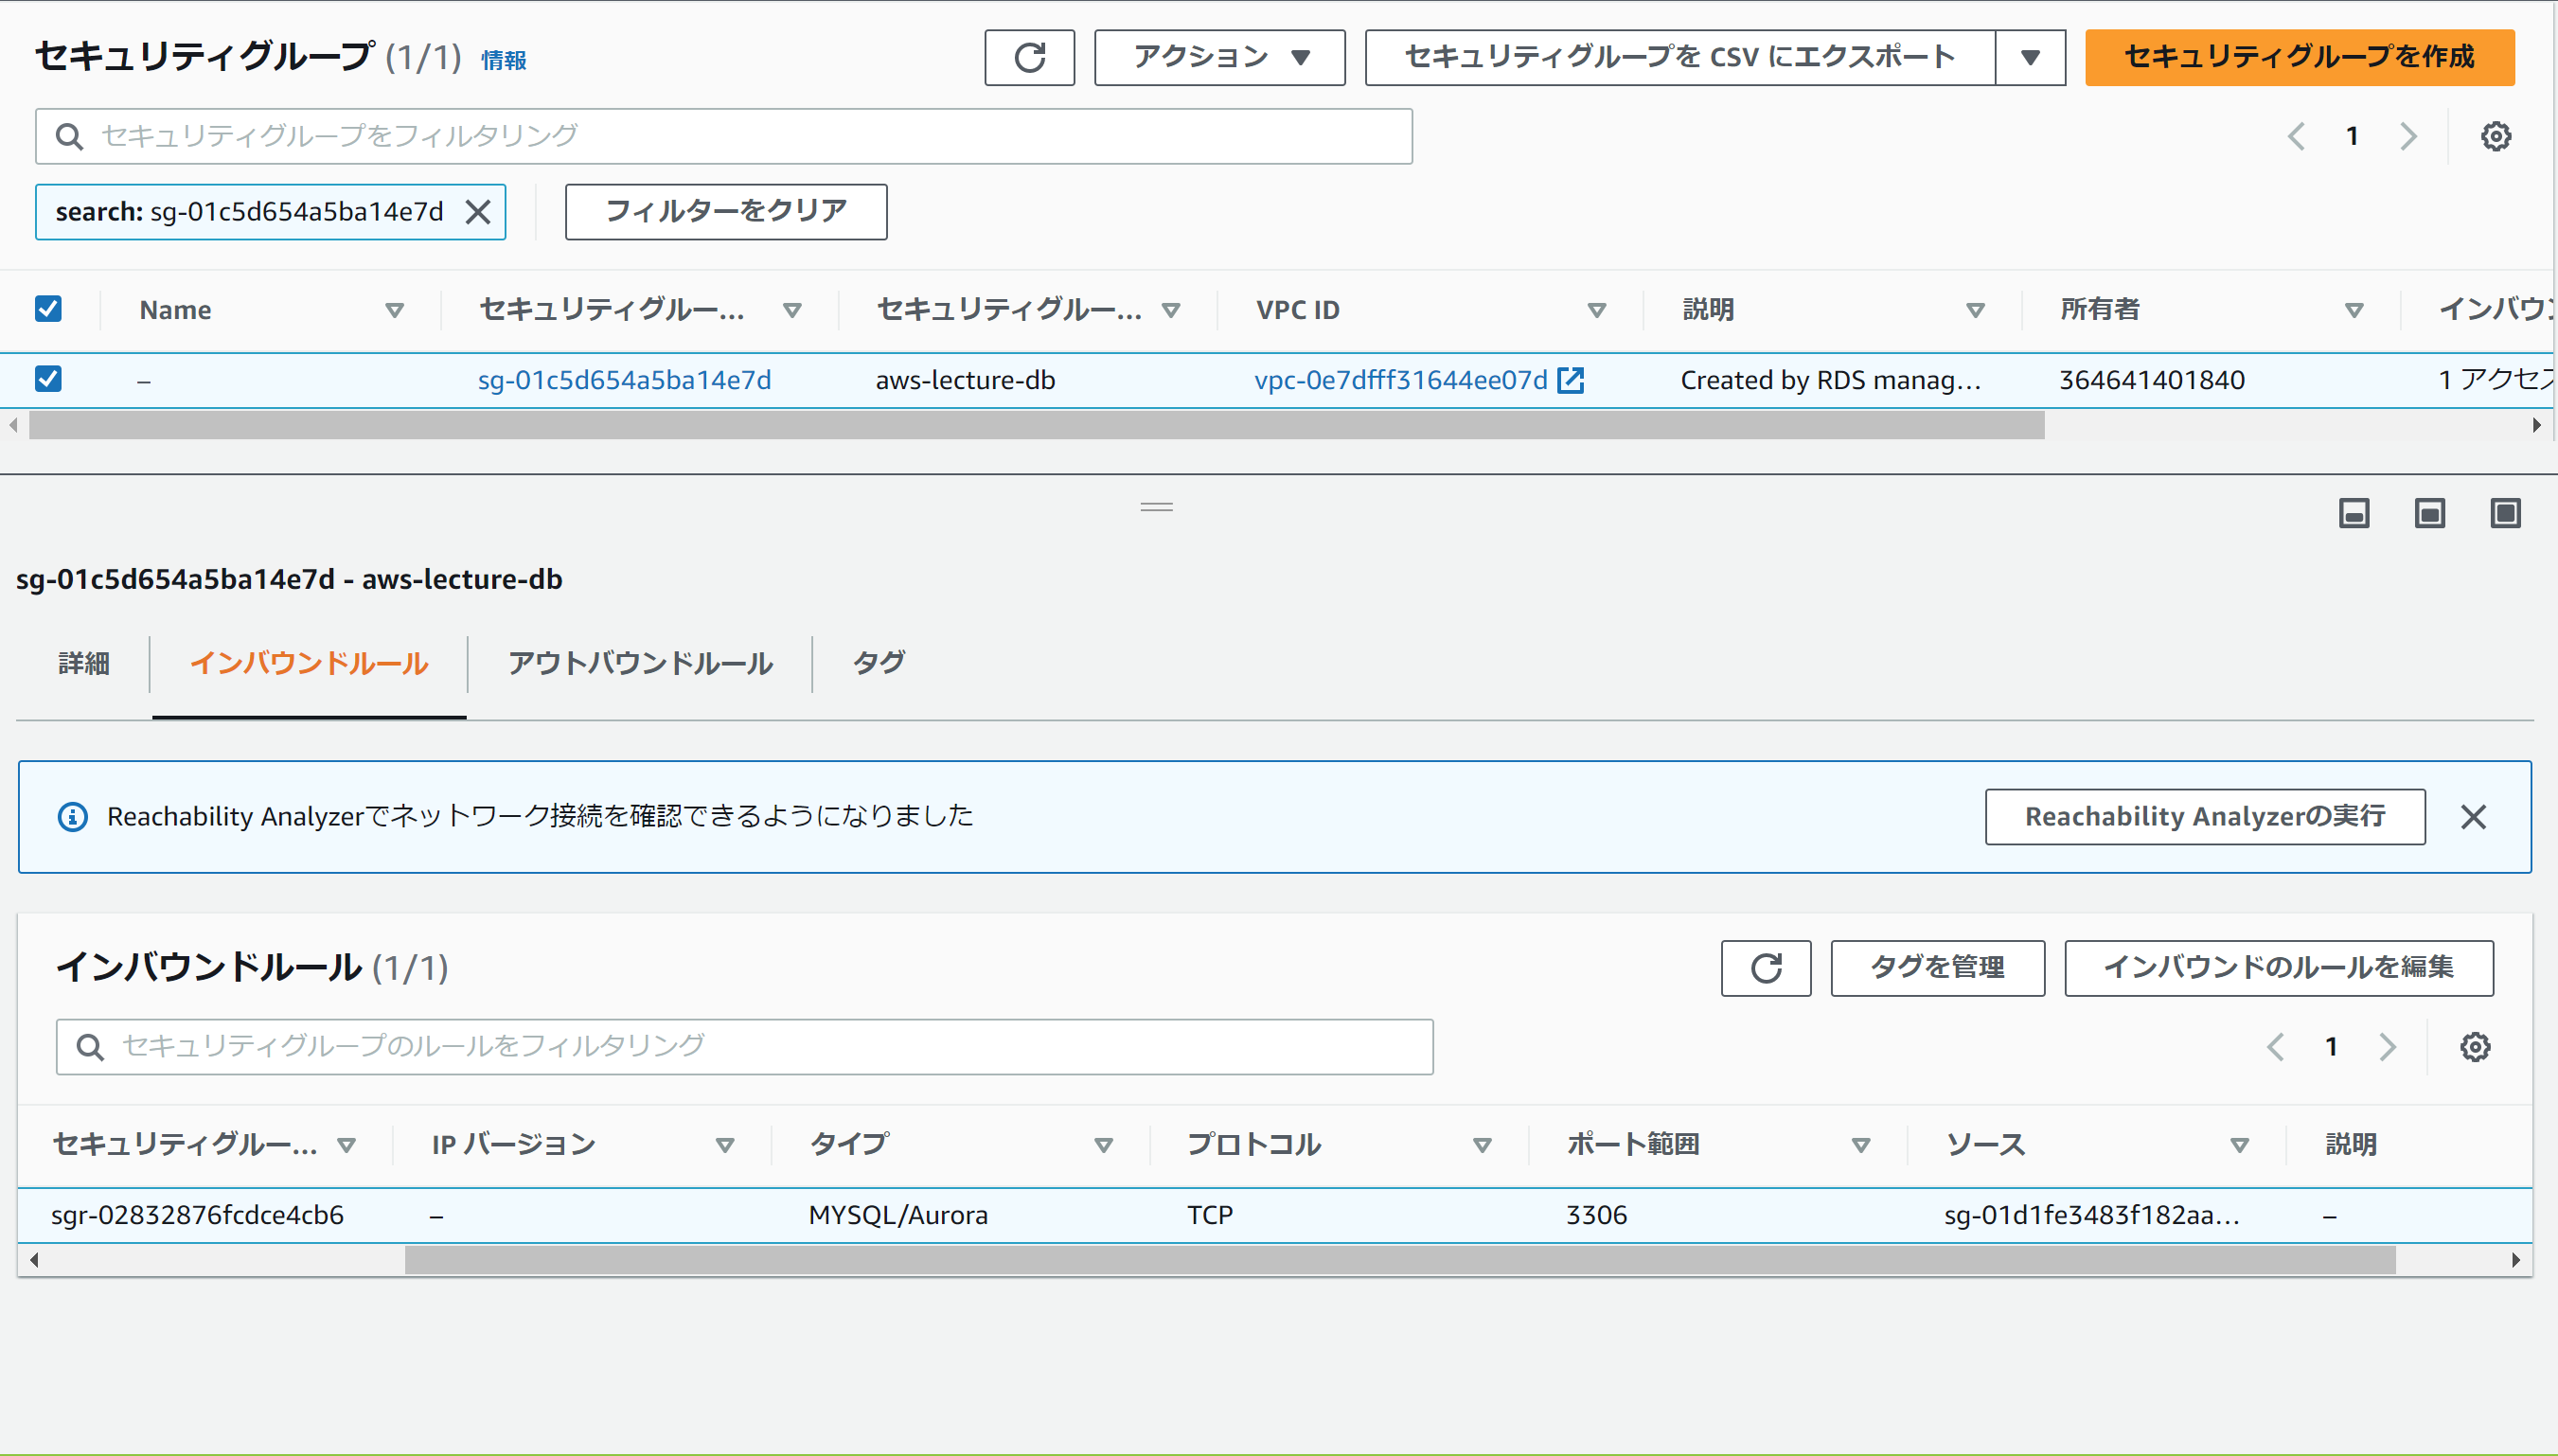 セキュリティグループ (1/1) 情報
アクション
セキュリティグループを CSV にエクスポート
セキュリティグループを作成
セキュリティグループをフィルタリング
1
search: sg-01c5d654a5ba14e7d
フィルターをクリア
Name セキュリティグルー... セキュリティグルー... VPC ID 説明 所有者 インバウン
– sg-01c5d654a5ba14e7d aws-lecture-db vpc-0e7dfff31644ee07d Created by RDS manag... 364641401840 1 アクセス
sg-01c5d654a5ba14e7d - aws-lecture-db
詳細 インバウンドルール アウトバウンドルール タグ
Reachability Analyzerでネットワーク接続を確認できるようになりました
Reachability Analyzerの実行
インバウンドルール (1/1)
タグを管理
インバウンドのルールを編集
セキュリティグループのルールをフィルタリング
1
セキュリティグルー... IP バージョン タイプ プロトコル ポート範囲 ソース 説明
sgr-02832876fcdce4cb6 – MYSQL/Aurora TCP 3306 sg-01d1fe3483f182aa... –